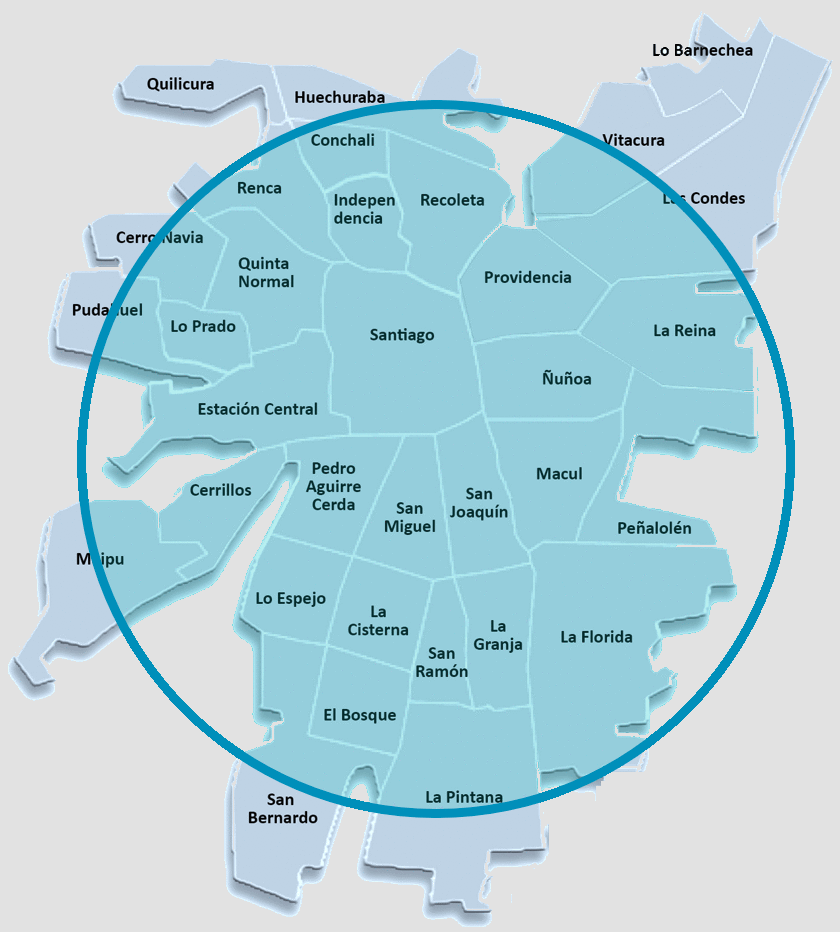 Lo Barnechea
Quilicura
Huechuraba
Vitacura
Conchali
Renca
Indepen
dencia
Recoleta
Las Condes
Cerro Navia
Quinta
Normal
Providencia
Pudahuel
Lo Prado
Santiago
La Reina
Ñuñoa
Estación Central
Pedro
Aguirre
Cerda
Cerrillos
Macul
San
Miguel
San
Joaquín
Peñalolén
Maipu
Lo Espejo
La
Cisterna
La
Granja
La Florida
San
Ramón
El Bosque
La Pintana
San
Bernardo